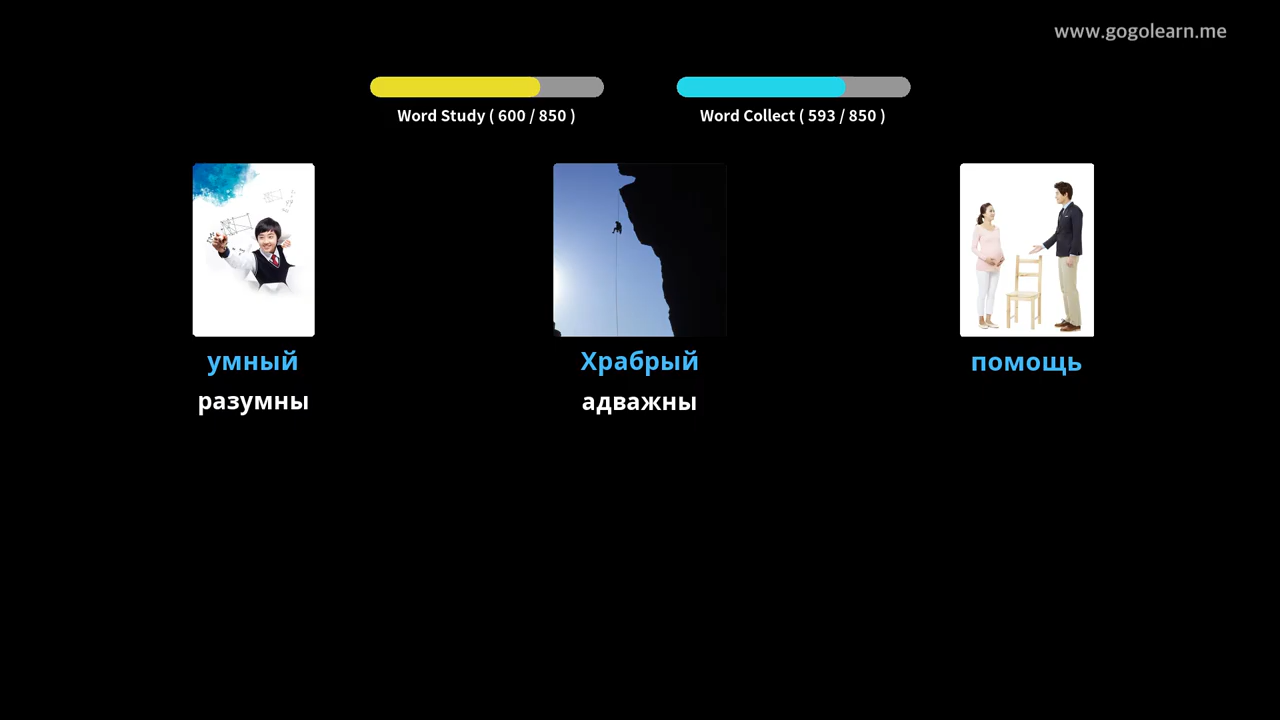 www.gogolearn.me
Word Study ( 600 / 850 )
Word Collect ( 593 / 850 )
умный
Храбрый
помощь
разумны
адважны